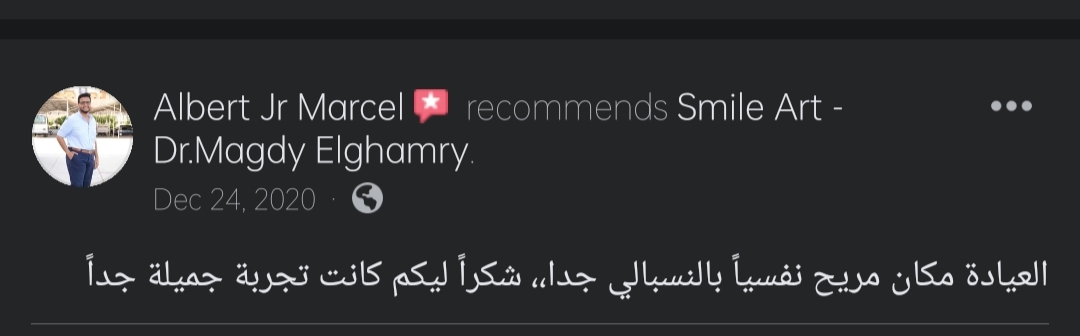 Albert Jr Marcel recommends Smile Art -
Dr.Magdy Elghamry.
Dec 24, 2020 ·
العيادة مكان مريح نفسياً بالنسبالي جدا،، شكراً ليكم كانت تجربة جميلة جداً